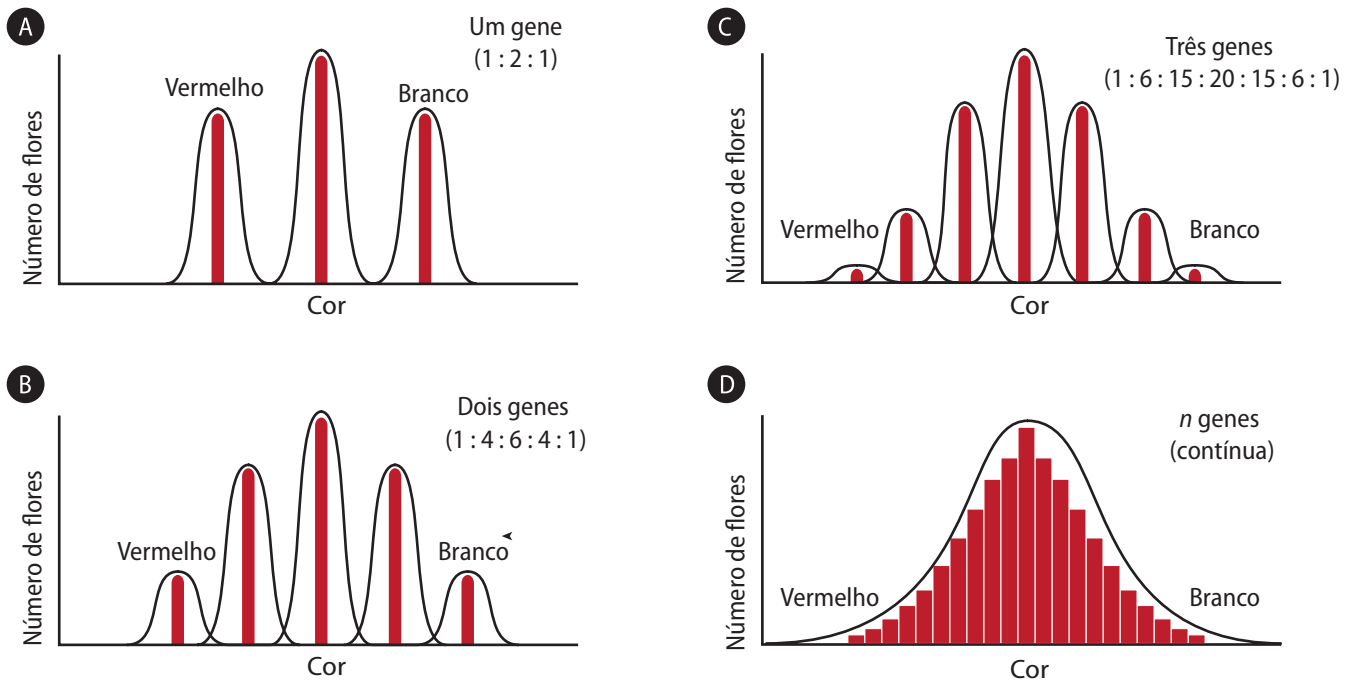 A
Um gene
(1 : 2 : 1)
Vermelho
Branco
Número de flores
Cor
B
Dois genes
(1 : 4 : 6 : 4 : 1)
Vermelho
Branco
Número de flores
Cor
C
Três genes
(1 : 6 : 15 : 20 : 15 : 6 : 1)
Vermelho
Branco
Número de flores
Cor
D
n genes
(contínua)
Vermelho
Branco
Número de flores
Cor